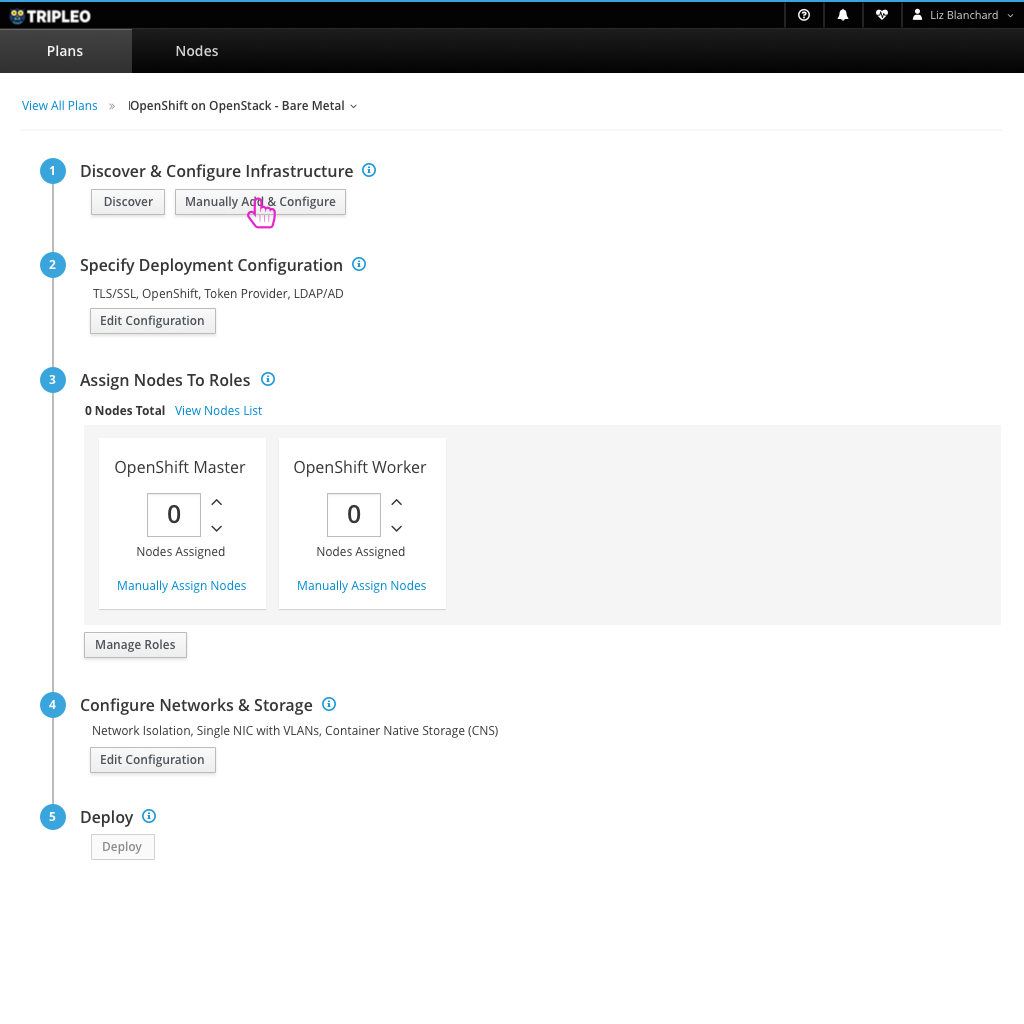 TRIPLEO
Liz Blanchard
Plans
Nodes
View All Plans » OpenShift on OpenStack - Bare Metal
1 Discover & Configure Infrastructure
Discover
Manually Add & Configure
2 Specify Deployment Configuration
TLS/SSL, OpenShift, Token Provider, LDAP/AD
Edit Configuration
3 Assign Nodes To Roles
0 Nodes Total View Nodes List
OpenShift Master
0
Nodes Assigned
Manually Assign Nodes
OpenShift Worker
0
Nodes Assigned
Manually Assign Nodes
Manage Roles
4 Configure Networks & Storage
Network Isolation, Single NIC with VLANs, Container Native Storage (CNS)
Edit Configuration
5 Deploy
Deploy